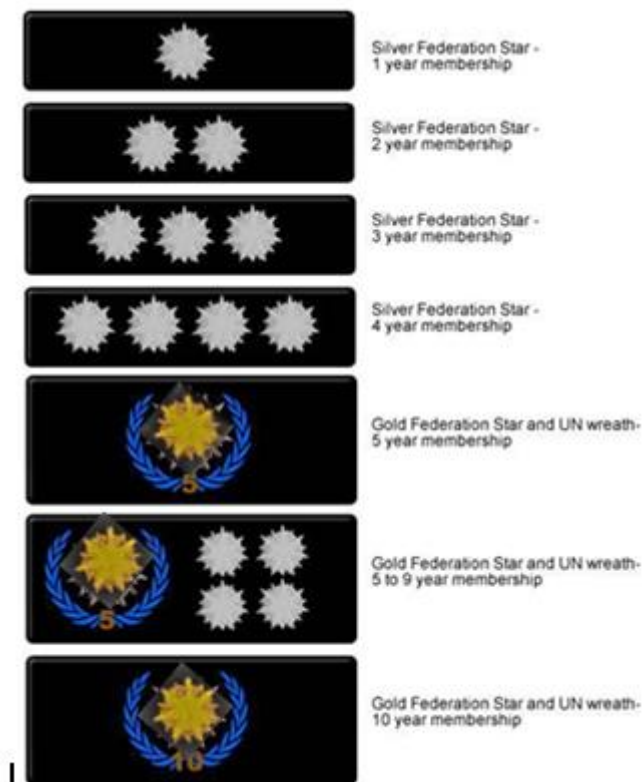 Silver Federation Star -
1 year membership
Silver Federation Star -
2 year membership
Silver Federation Star -
3 year membership
Silver Federation Star -
4 year membership
5
Gold Federation Star and UN wreath-
5 year membership
5
Gold Federation Star and UN wreath-
5 to 9 year membership
10
Gold Federation Star and UN wreath-
10 year membership